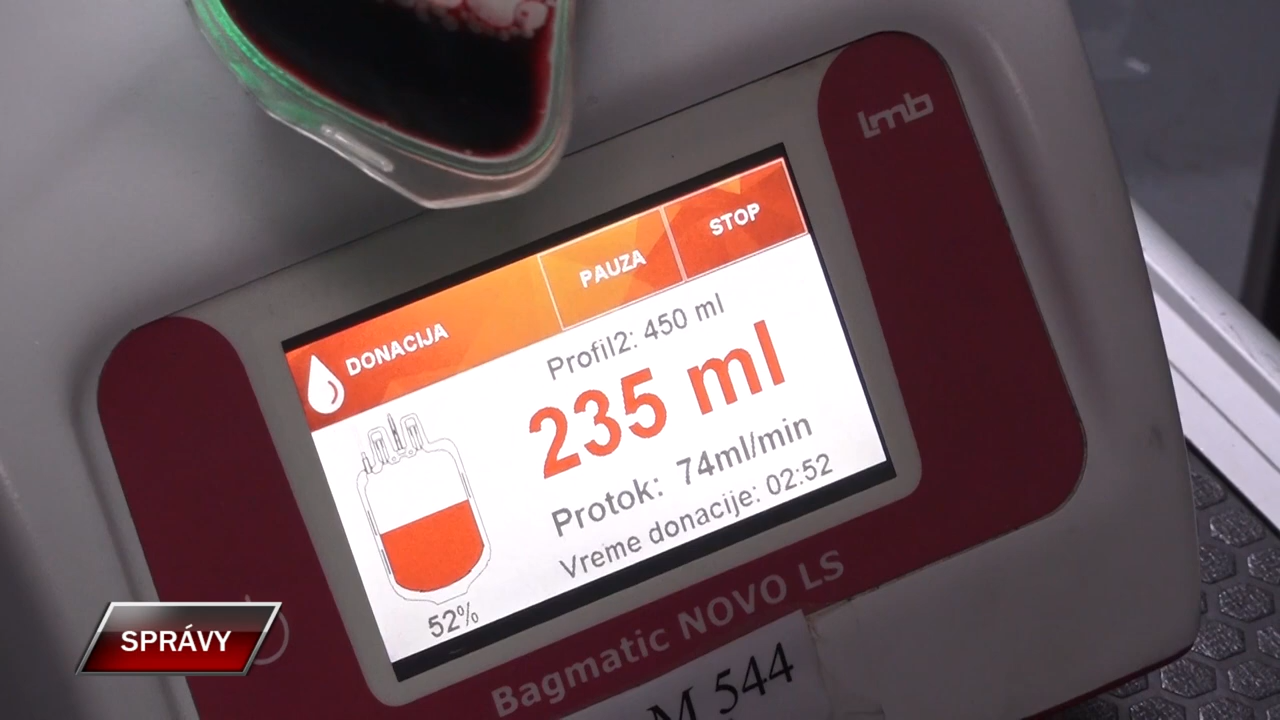 lmb
STOP
PAUZA
DONACIJA
Profil2: 450 ml
235 ml
Protok: 74ml/min
Vreme donacije: 02:52
52%
Bagmatic NOVO LS
M 544
SPRÁVY